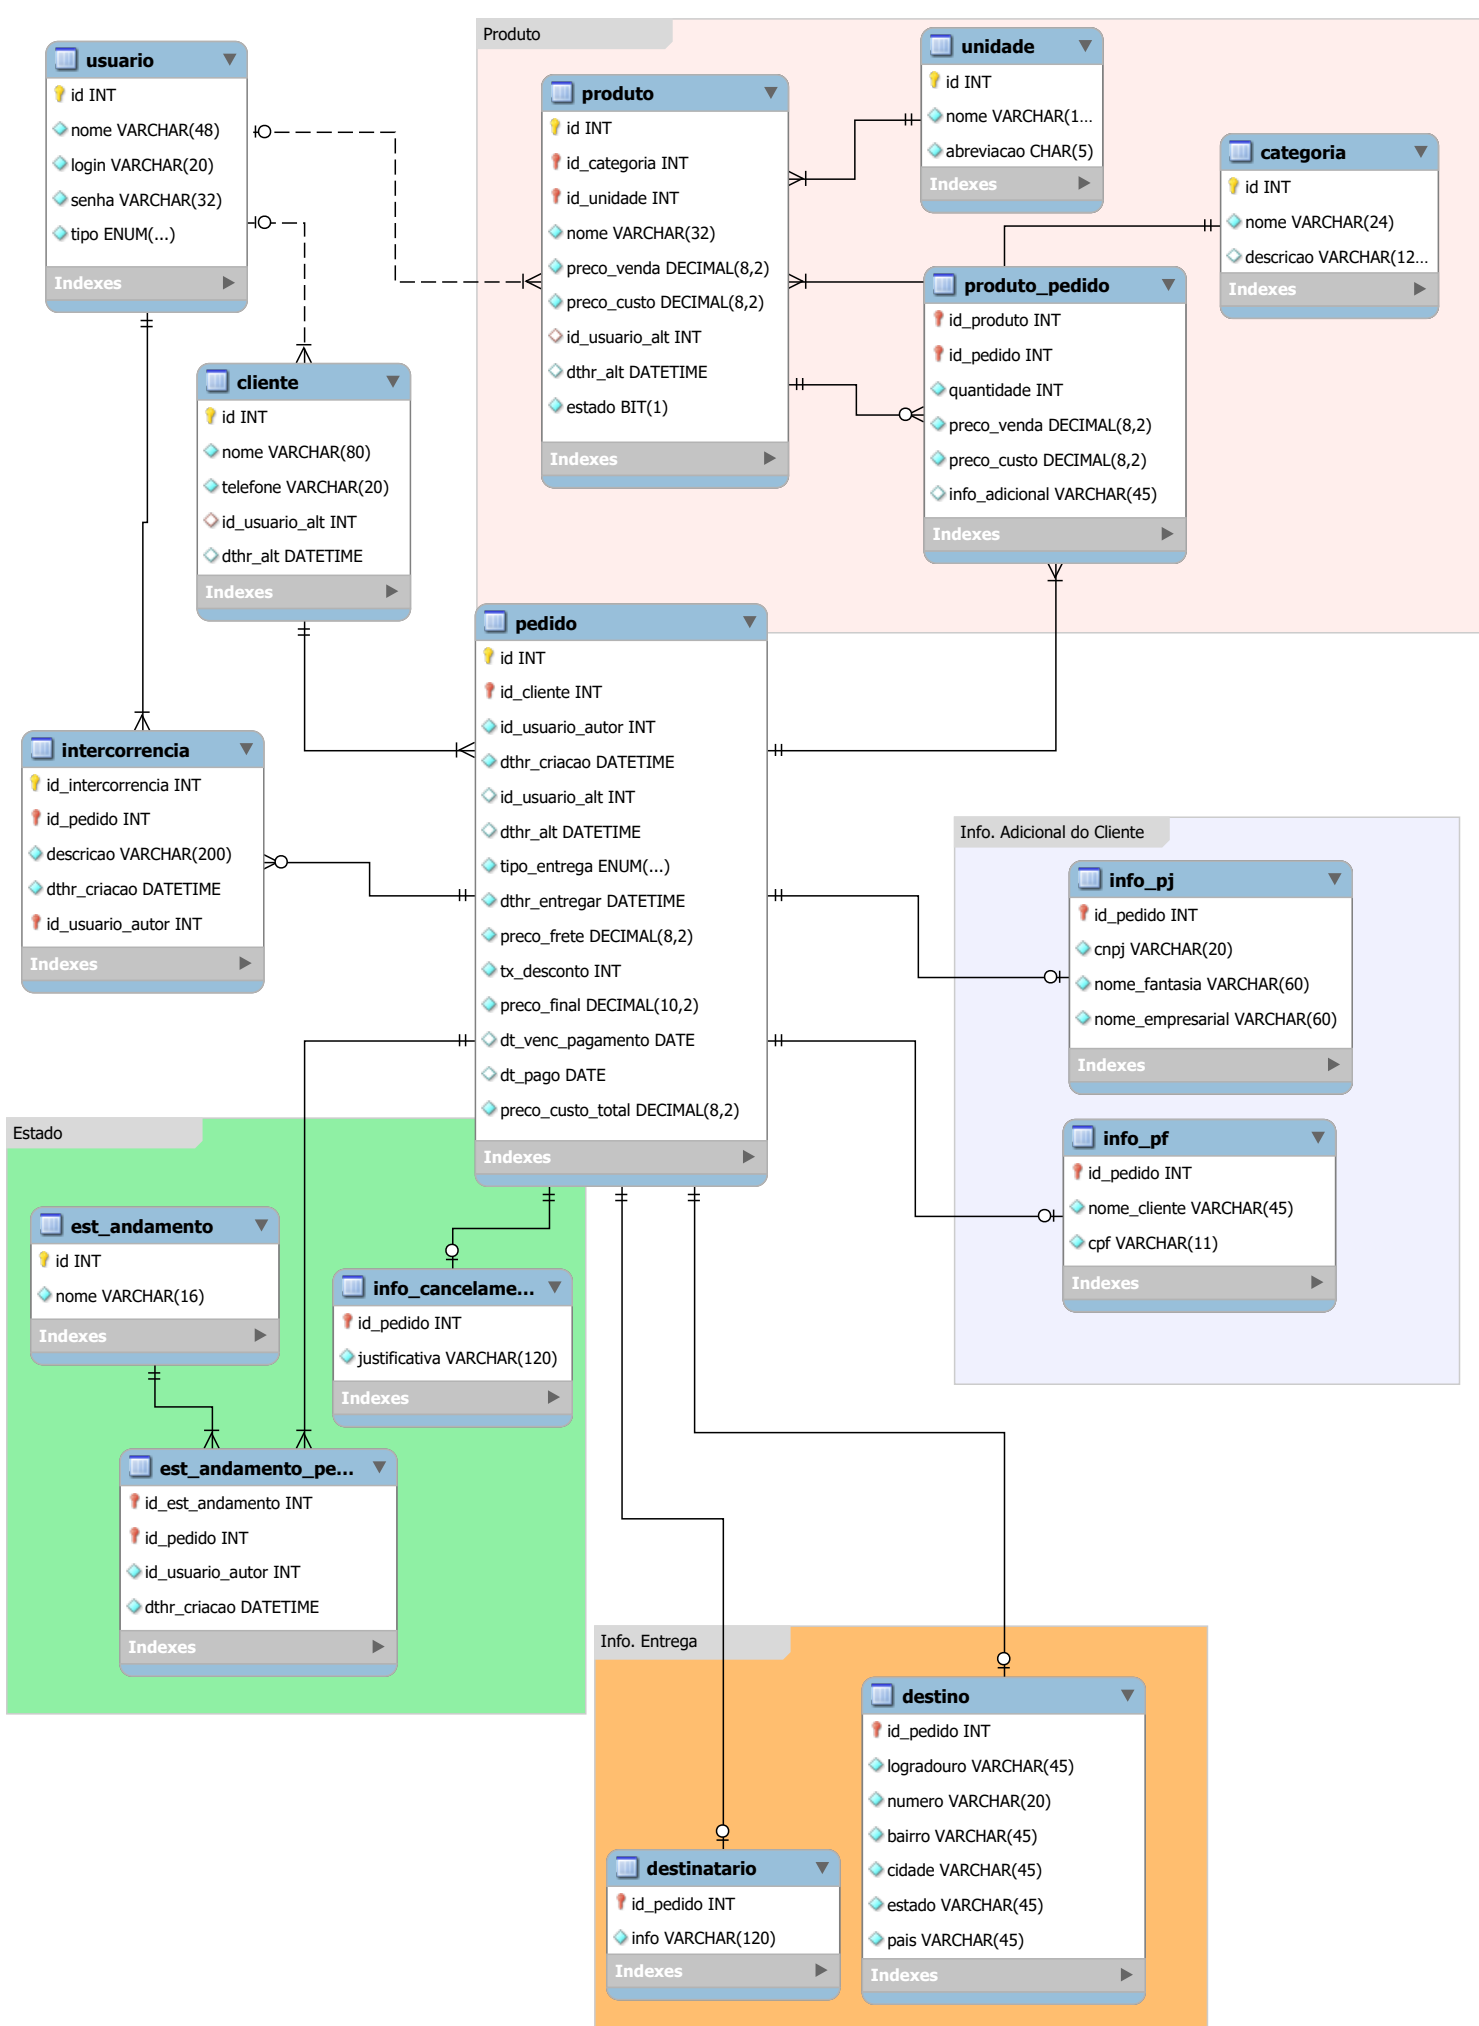 usuario
id INT
nome VARCHAR(48)
login VARCHAR(20)
senha VARCHAR(32)
tipo ENUM(...)
Indexes
Produto
produto
id INT
id_categoria INT
id_unidade INT
nome VARCHAR(32)
preco_venda DECIMAL(8,2)
preco_custo DECIMAL(8,2)
id_usuario_alt INT
dthr_alt DATETIME
estado BIT(1)
Indexes
unidade
id INT
nome VARCHAR(1...
abreviacao CHAR(5)
Indexes
categoria
id INT
nome VARCHAR(24)
descricao VARCHAR(12...
Indexes
produto_pedido
id_produto INT
id_pedido INT
quantidade INT
preco_venda DECIMAL(8,2)
preco_custo DECIMAL(8,2)
info_adicional VARCHAR(45)
Indexes
cliente
id INT
nome VARCHAR(80)
telefone VARCHAR(20)
id_usuario_alt INT
dthr_alt DATETIME
Indexes
pedido
id INT
id_cliente INT
id_usuario_autor INT
dthr_criacao DATETIME
id_usuario_alt INT
dthr_alt DATETIME
tipo_entrega ENUM(...)
dthr_entregar DATETIME
preco_frete DECIMAL(8,2)
tx_desconto INT
preco_final DECIMAL(10,2)
dt_venc_pagamento DATE
dt_pago DATE
preco_custo_total DECIMAL(8,2)
Indexes
intercorrencia
id_intercorrencia INT
id_pedido INT
descricao VARCHAR(200)
dthr_criacao DATETIME
id_usuario_autor INT
Indexes
Info. Adicional do Cliente
info_pj
id_pedido INT
cnpj VARCHAR(20)
nome_fantasia VARCHAR(60)
nome_empresarial VARCHAR(60)
Indexes
info_pf
id_pedido INT
nome_cliente VARCHAR(45)
cpf VARCHAR(11)
Indexes
Estado
est_andamento
id INT
nome VARCHAR(16)
Indexes
info_cancelame...
id_pedido INT
justificativa VARCHAR(120)
Indexes
est_andamento_pe...
id_est_andamento INT
id_pedido INT
id_usuario_autor INT
dthr_criacao DATETIME
Indexes
Info. Entrega
destino
id_pedido INT
logradouro VARCHAR(45)
numero VARCHAR(20)
bairro VARCHAR(45)
cidade VARCHAR(45)
estado VARCHAR(45)
pais VARCHAR(45)
Indexes
destinatario
id_pedido INT
info VARCHAR(120)
Indexes